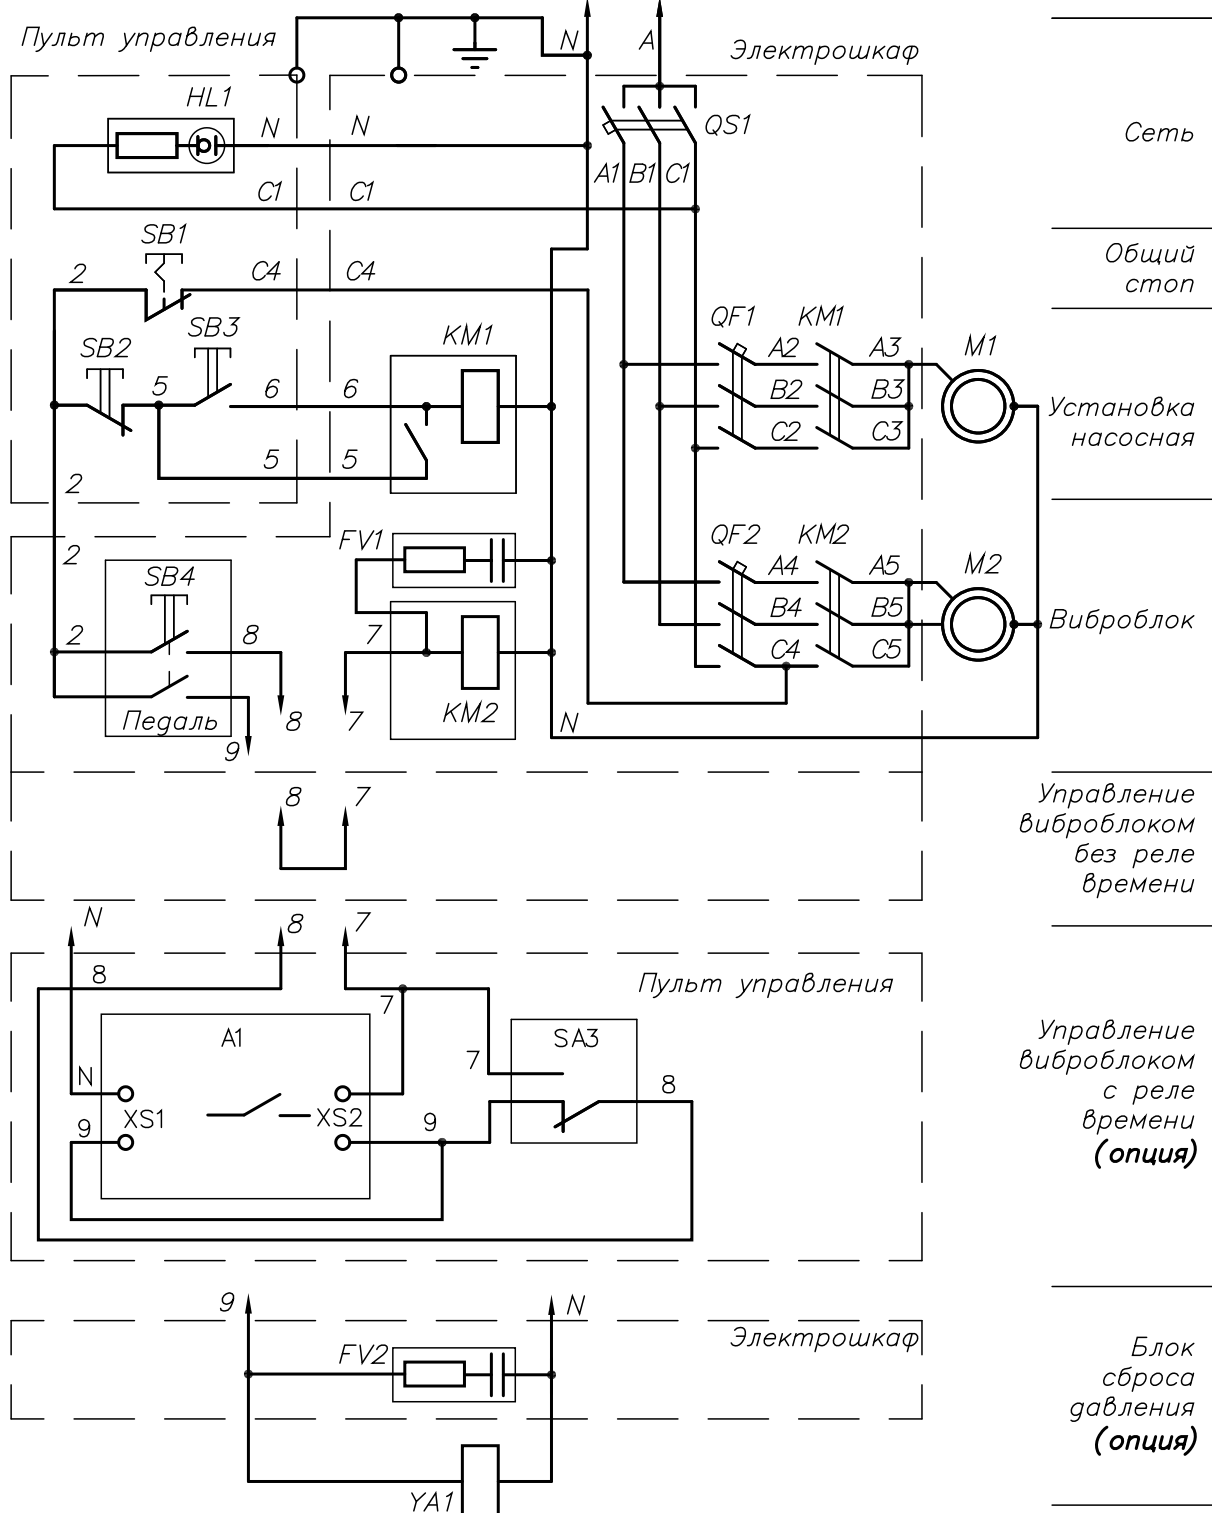 Пульт управления
N
A
Электрошкаф
HL1
N
N
QS1
Сеть
C1
C1
A1
B1
C1
SB1
2
C4
C4
Общий
стоп
SB2
SB3
KM1
QF1
KM1
M1
A2
A3
5
6
6
B2
B3
Установка
насосная
C2
C3
5
5
2
2
FV1
QF2
KM2
M2
SB4
A4
A5
2
8
7
B4
B5
Виброблок
C4
C5
Педаль
8
7
KM2
N
9
8
7
Управление
виброблоком
без реле
времени
N
8
7
8
7
Пульт управления
A1
SA3
Управление
виброблоком
с реле
времени
(опция)
N
7
8
XS1
XS2
9
9
9
N
Электрошкаф
FV2
Блок
сброса
давления
(опция)
YA1